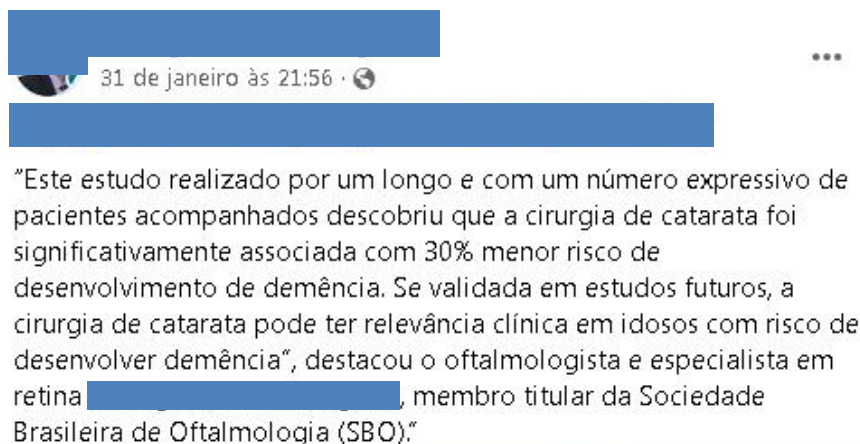 31 de janeiro às 21:56 ·
"Este estudo realizado por um longo e com um número expressivo de
pacientes acompanhados descobriu que a cirurgia de catarata foi
significativamente associada com 30% menor risco de
desenvolvimento de demência. Se validada em estudos futuros, a
cirurgia de catarata pode ter relevância clínica em idosos com risco de
desenvolver demência", destacou o oftalmologista e especialista em
retina , membro titular da Sociedade
Brasileira de Oftalmologia (SBO)."